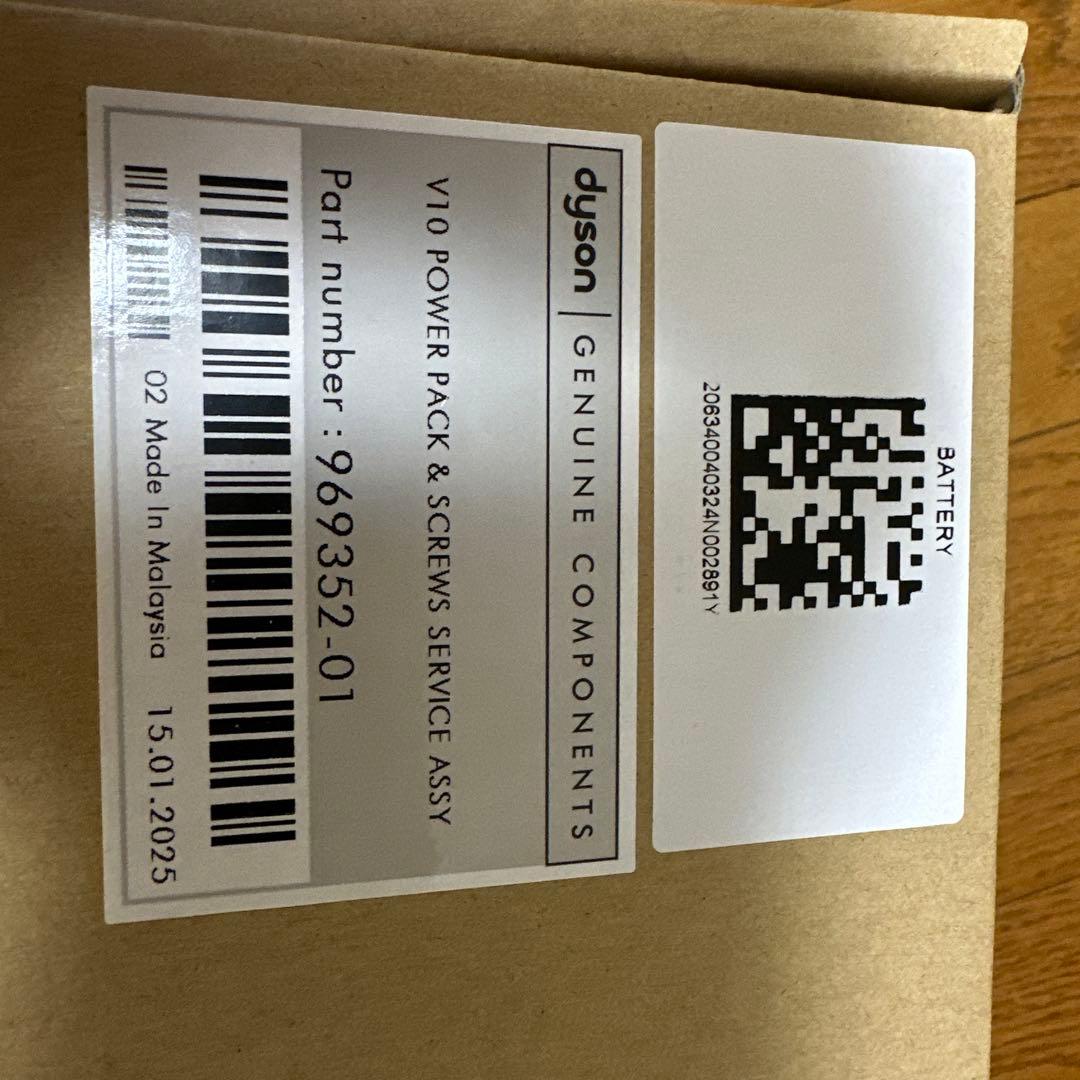 BATTERY
206340040324N002891Y
dyson | GENUINE COMPONENTS
V10 POWER PACK & SCREWS SERVICE ASSY
Part number : 969352-01
02 Made In Malaysia 15.01.2025